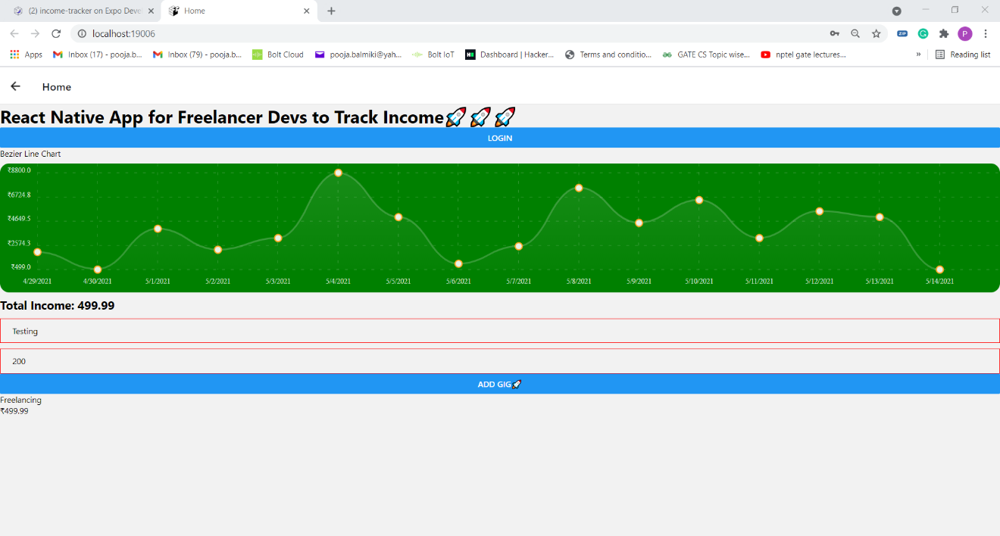 (2) income-tracker on Expo Deve
Home
localhost:19006
ZIP
G
P
Apps
Inbox (17) - pooja.b...
Inbox (79) - pooja.b...
Bolt Cloud
pooja.balmiki@yah...
Bolt IoT
Dashboard | Hacker...
Terms and conditio...
GATE CS Topic wise...
nptel gate lectures...
»
Reading list
Home
React Native App for Freelancer Devs to Track Income🚀🚀🚀
LOGIN
Bezier Line Chart
₹8800.0
₹6724.8
₹4649.5
₹2574.3
₹499.0
4/29/2021 4/30/2021 5/1/2021 5/2/2021 5/3/2021 5/4/2021 5/5/2021 5/6/2021 5/7/2021 5/8/2021 5/9/2021 5/10/2021 5/11/2021 5/12/2021 5/13/2021 5/14/2021
Total Income: 499.99
Testing
200
ADD GIG🚀
Freelancing
₹499.99